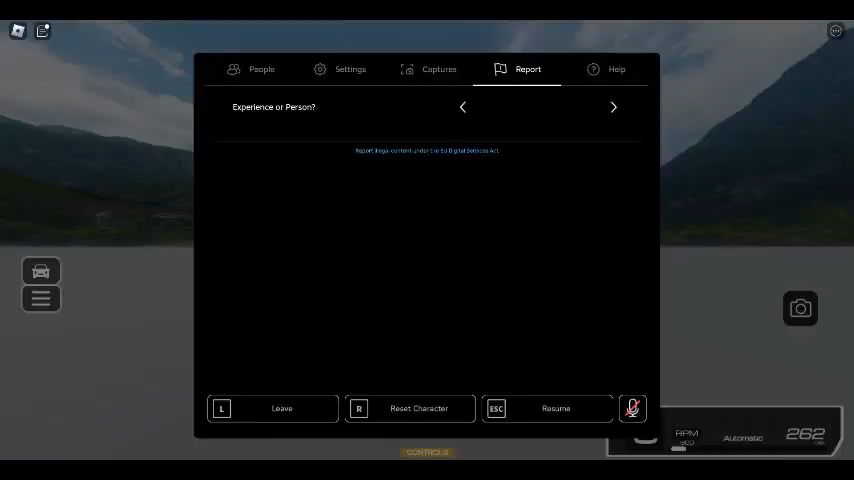 People
Settings
Captures
Report
Help
Experience or Person?
Report illegal content under the EU Digital Services Act.
L Leave
R Reset Character
ESC Resume
RPM
900
Automatic
262
CONTROLS